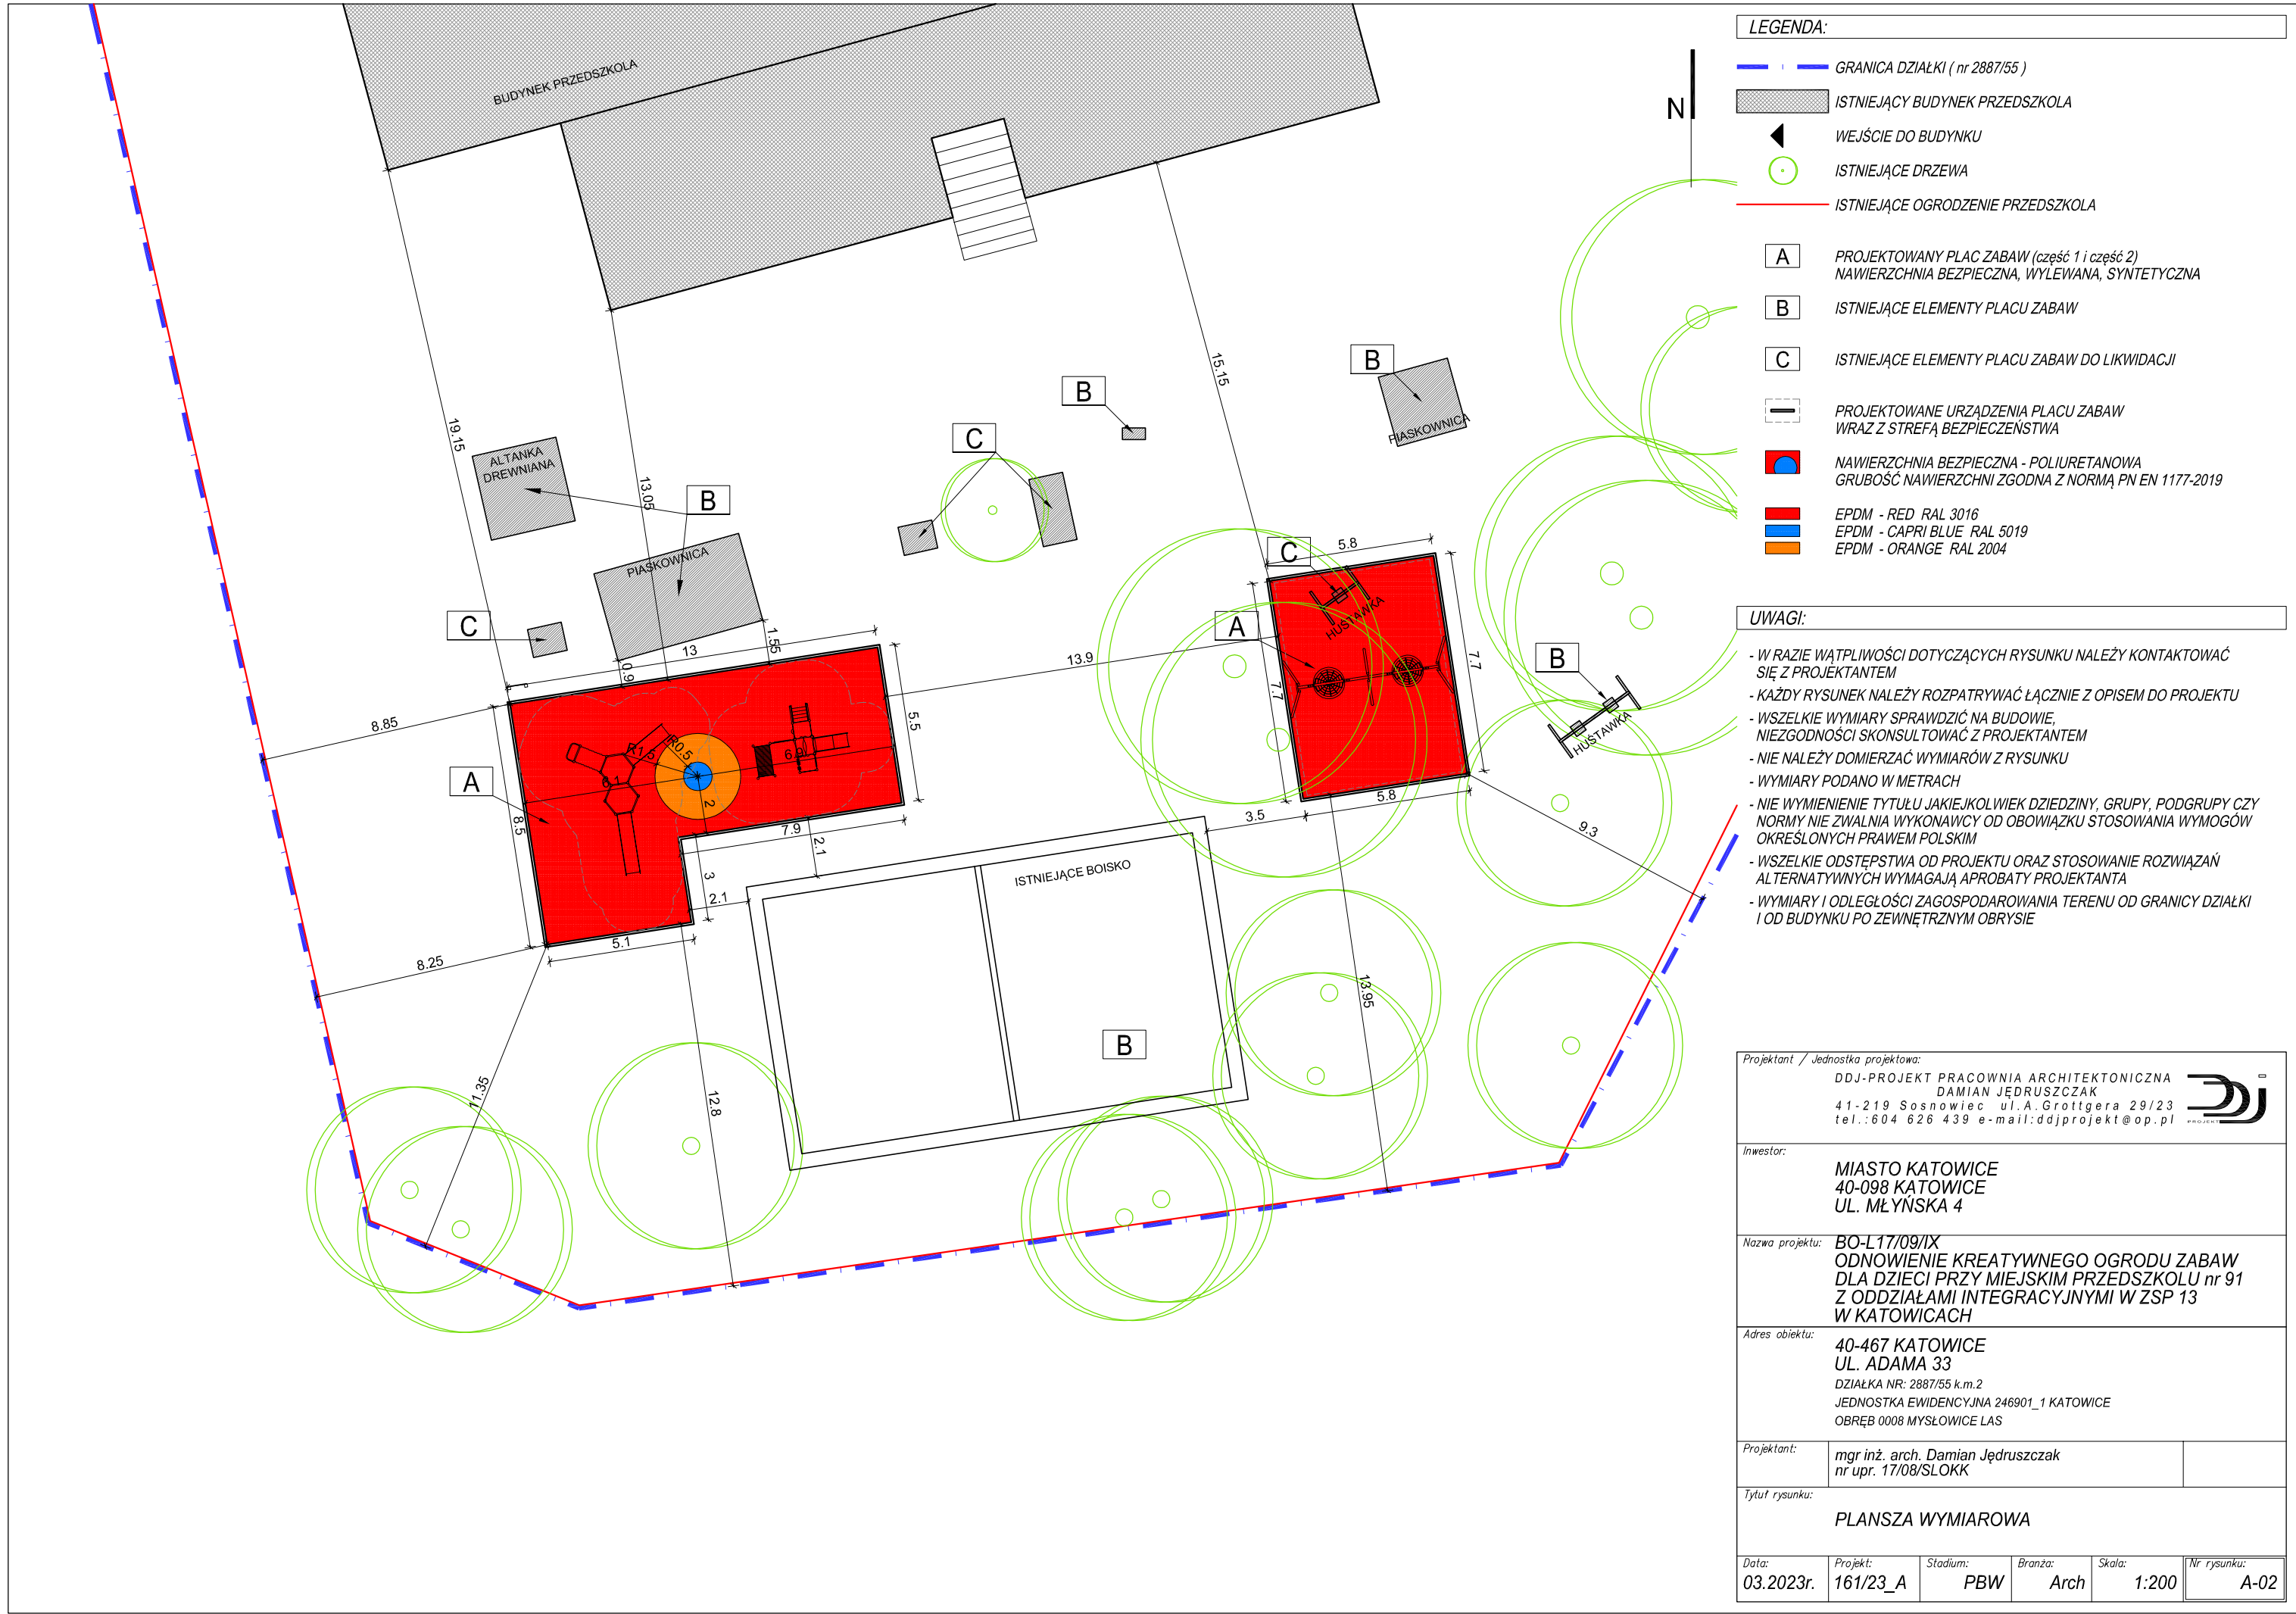 BUDYNEK PRZEDSZKOLA
19.15
13.05
15.15
ALTANKA
DREWNIANA
B
PIASKOWNICA
C
C
B
B
PIASKOWNICA
13
1.55
0.9
P
8.85
5.5
13.9
A
8.5
R1.5
R0.5
6.9
8.1
2
7.9
2.1
3
2.1
5.1
8.25
11.35
12.8
C
5.8
A
HUŚTAWKA
7.7
7.7
5.8
3.5
B
HUŚTAWKA
9.3
13.95
ISTNIEJĄCE BOISKO
B
N
LEGENDA:
GRANICA DZIAŁKI ( nr 2887/55 )
ISTNIEJĄCY BUDYNEK PRZEDSZKOLA
WEJŚCIE DO BUDYNKU
ISTNIEJĄCE DRZEWA
ISTNIEJĄCE OGRODZENIE PRZEDSZKOLA
A PROJEKTOWANY PLAC ZABAW (część 1 i część 2)
NAWIERZCHNIA BEZPIECZNA, WYLEWANA, SYNTETYCZNA
B ISTNIEJĄCE ELEMENTY PLACU ZABAW
C ISTNIEJĄCE ELEMENTY PLACU ZABAW DO LIKWIDACJI
PROJEKTOWANE URZĄDZENIA PLACU ZABAW
WRAZ Z STREFĄ BEZPIECZEŃSTWA
NAWIERZCHNIA BEZPIECZNA - POLIURETANOWA
GRUBOŚĆ NAWIERZCHNI ZGODNA Z NORMĄ PN EN 1177-2019
EPDM - RED RAL 3016
EPDM - CAPRI BLUE RAL 5019
EPDM - ORANGE RAL 2004
UWAGI:
- W RAZIE WĄTPLIWOŚCI DOTYCZĄCYCH RYSUNKU NALEŻY KONTAKTOWAĆ
SIĘ Z PROJEKTANTEM
- KAŻDY RYSUNEK NALEŻY ROZPATRYWAĆ ŁĄCZNIE Z OPISEM DO PROJEKTU
- WSZELKIE WYMIARY SPRAWDZIĆ NA BUDOWIE,
NIEZGODNOŚCI SKONSULTOWAĆ Z PROJEKTANTEM
- NIE NALEŻY DOMIERZAĆ WYMIARÓW Z RYSUNKU
- WYMIARY PODANO W METRACH
- NIE WYMIENIENIE TYTUŁU JAKIEJKOLWIEK DZIEDZINY, GRUPY, PODGRUPY CZY
NORMY NIE ZWALNIA WYKONAWCY OD OBOWIĄZKU STOSOWANIA WYMOGÓW
OKREŚLONYCH PRAWEM POLSKIM
- WSZELKIE ODSTĘPSTWA OD PROJEKTU ORAZ STOSOWANIE ROZWIĄZAŃ
ALTERNATYWNYCH WYMAGAJĄ APROBATY PROJEKTANTA
- WYMIARY I ODLEGŁOŚCI ZAGOSPODAROWANIA TERENU OD GRANICY DZIAŁKI
I OD BUDYNKU PO ZEWNĘTRZNYM OBRYSIE
Projektant / Jednostka projektowa:
DDJ-PROJEKT PRACOWNIA ARCHITEKTONICZNA
DAMIAN JĘDRUSZCZAK
41-219 Sosnowiec ul.A.Grottgera 29/23
tel.:604 626 439 e-mail:ddjprojekt@op.pl
PROJEKT
Inwestor:
MIASTO KATOWICE
40-098 KATOWICE
UL. MŁYŃSKA 4
Nazwa projektu:
BO-L17/09/IX
ODNOWIENIE KREATYWNEGO OGRODU ZABAW
DLA DZIECI PRZY MIEJSKIM PRZEDSZKOLU nr 91
Z ODDZIAŁAMI INTEGRACYJNYMI W ZSP 13
W KATOWICACH
Adres obiektu:
40-467 KATOWICE
UL. ADAMA 33
DZIAŁKA NR: 2887/55 k.m.2
JEDNOSTKA EWIDENCYJNA 246901_1 KATOWICE
OBRĘB 0008 MYSŁOWICE LAS
Projektant:
mgr inż. arch. Damian Jędruszczak
nr upr. 17/08/SLOKK
Tytuł rysunku:
PLANSZA WYMIAROWA
Data: Projekt: Stadium: Branża: Skala: Nr rysunku:
03.2023r. 161/23_A PBW Arch 1:200 A-02